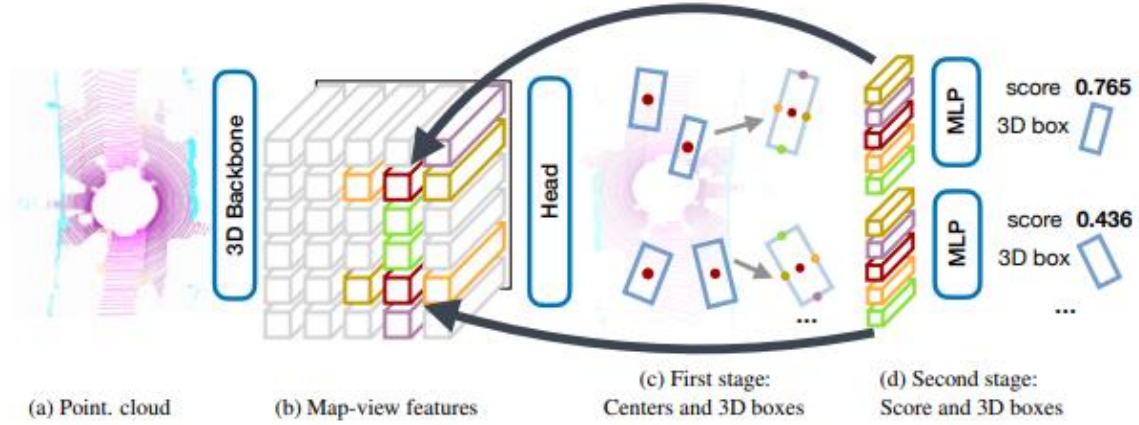 3D Backbone
Head
...
MLP
score 0.765
3D box
MLP
score 0.436
3D box
...
(a) Point. cloud
(b) Map-view features
(c) First stage:
Centers and 3D boxes
(d) Second stage:
Score and 3D boxes